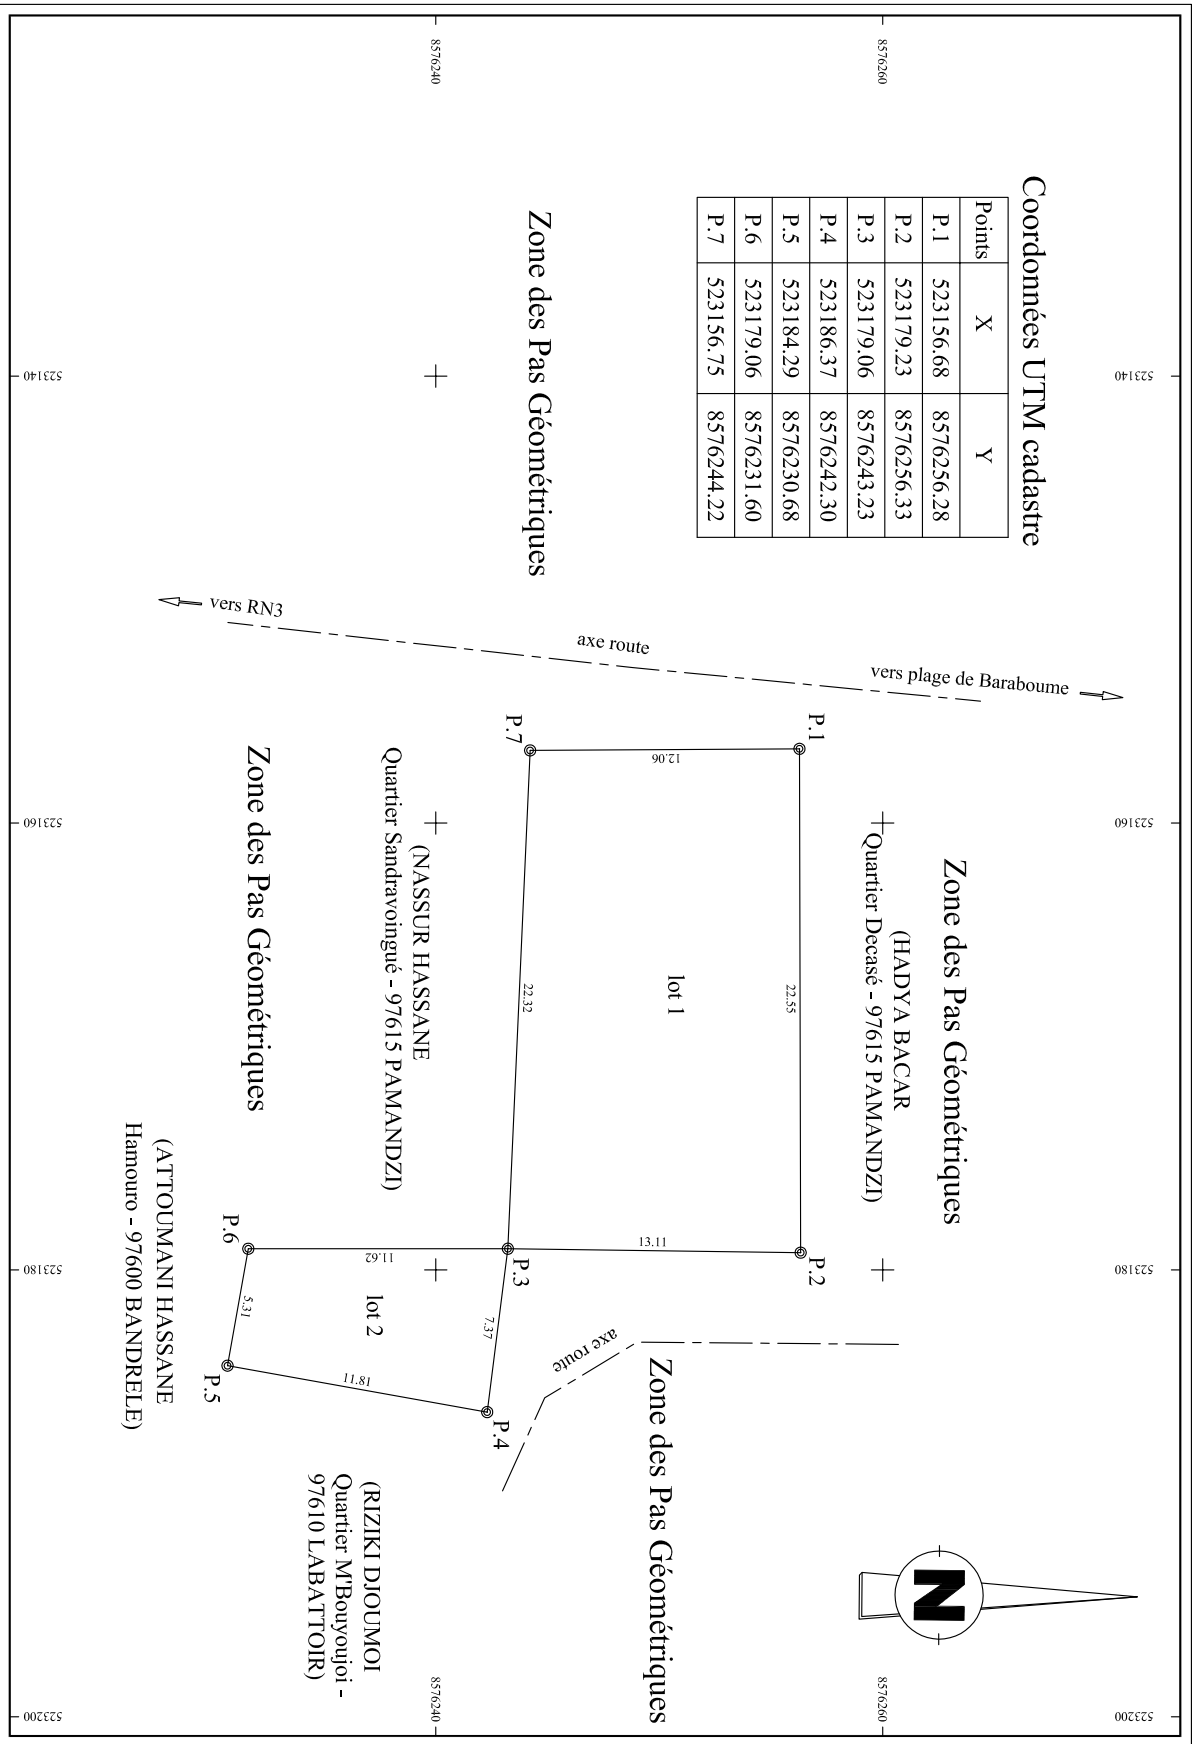 Coordonnées UTM cadastre
Points X Y
P.1 523156.68 8576256.28
P.2 523179.23 8576256.33
P.3 523179.06 8576243.23
P.4 523186.37 8576242.30
P.5 523184.29 8576230.68
P.6 523179.06 8576231.60
P.7 523156.75 8576244.22
523140
523160
523180
523200
8576260
8576260
vers plage de Baraboume
axe route
vers RN3
Zone des Pas Géométriques
(HADYA BACAR
Quartier Decasé - 97615 PAMANDZI)
P.1
22.55
P.2
12.06
lot 1
13.11
P.7
22.32
P.3
axe route
Zone des Pas Géométriques
N
Zone des Pas Géométriques
8576240
8576240
(NASSUR HASSANE
Quartier Sandravoingué - 97615 PAMANDZI)
7.37
P.4
11.62
lot 2
11.81
P.6
5.31
P.5
Zone des Pas Géométriques
(RIZIKI DJOUMOI
Quartier M'Bouyoujoi -
97610 LABATTOIR)
(ATTOUMANI HASSANE
Hamouro - 97600 BANDRELE)
523140
523160
523180
523200